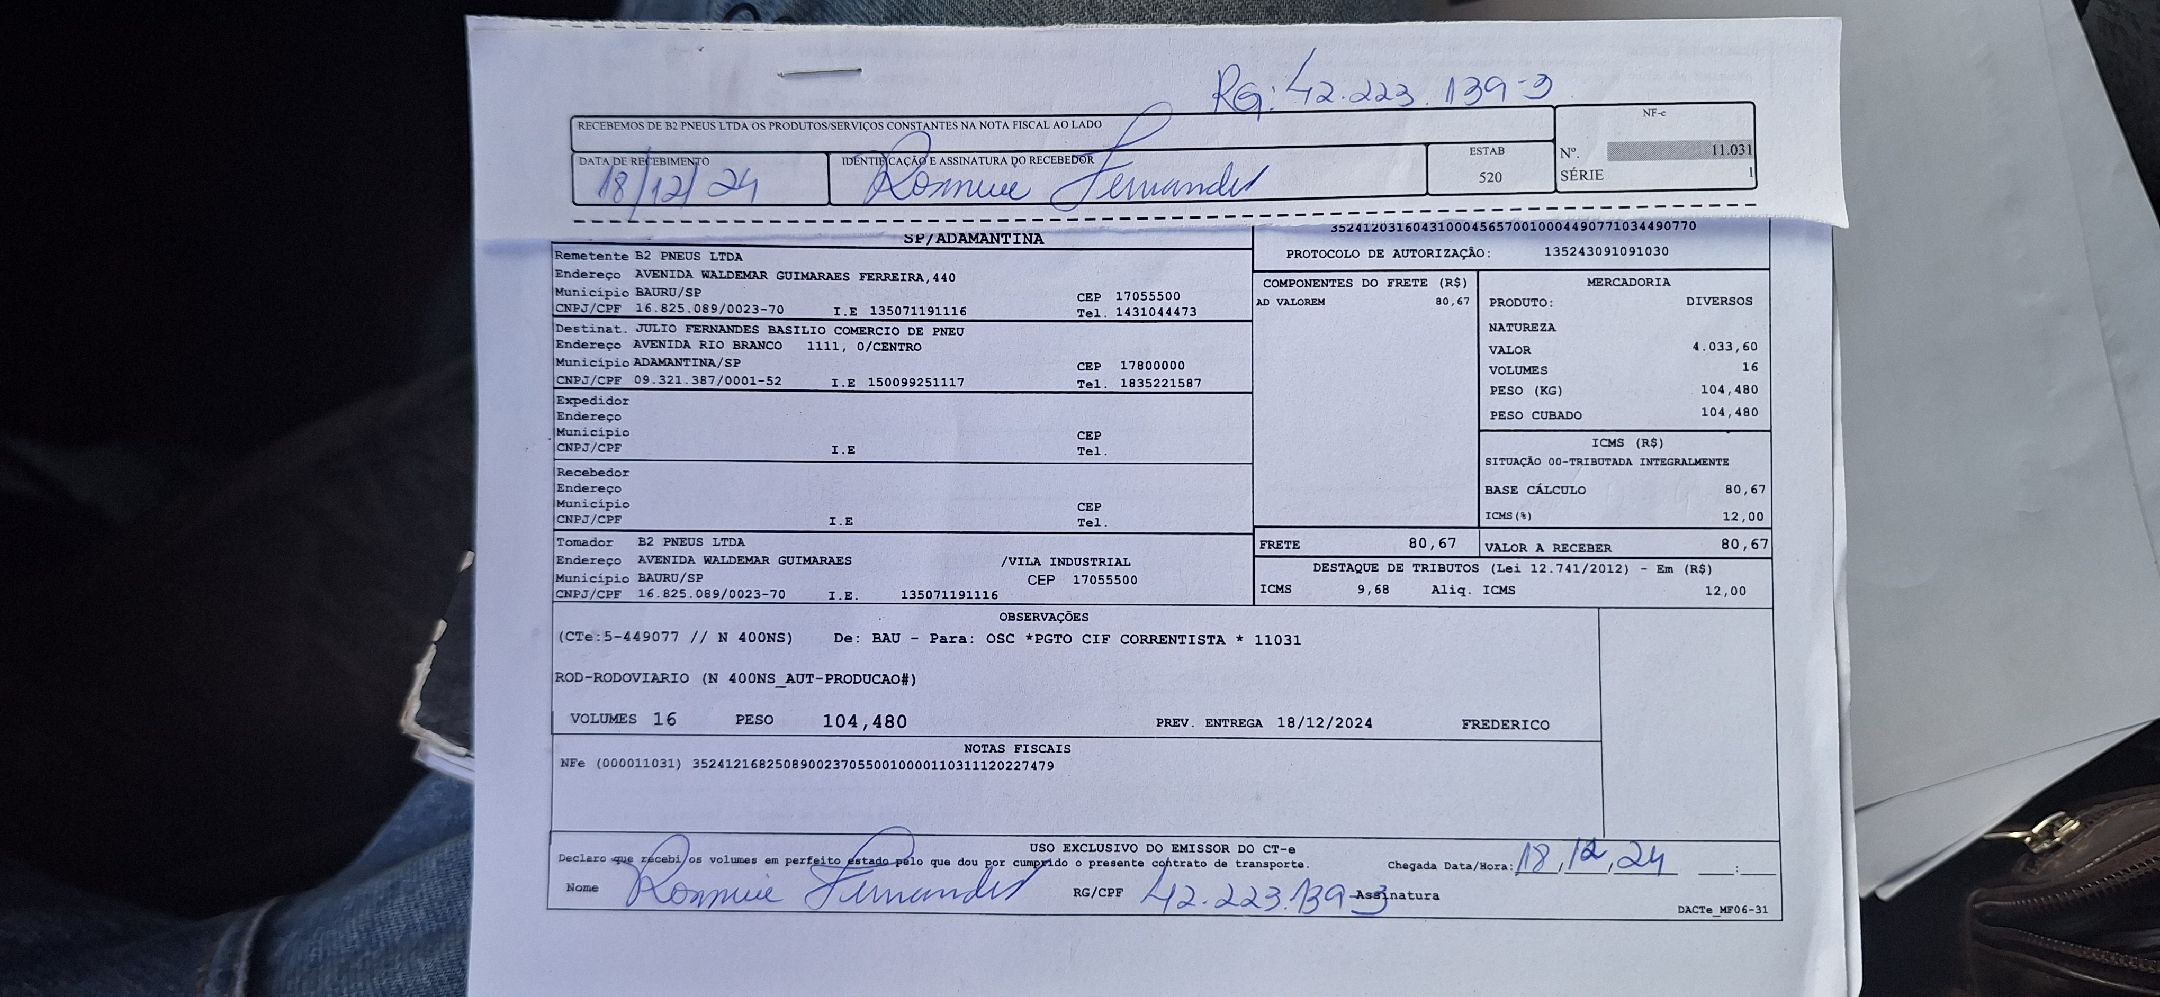 RG: 42.223.139-3
RECEBEMOS DE B2 PNEUS LTDA OS PRODUTOS/SERVIÇOS CONSTANTES NA NOTA FISCAL AO LADO
NF-e
DATA DE RECEBIMENTO
18/12/24
IDENTIFICAÇÃO E ASSINATURA DO RECEBEDOR
Fernandes
ESTAB
520
Nº. 11.031
SÉRIE 1
35241203160431000456570010004490771034490770
SP/ADAMANTINA
PROTOCOLO DE AUTORIZAÇÃO: 135243091091030
Remetente B2 PNEUS LTDA
Endereço AVENIDA WALDEMAR GUIMARAES FERREIRA,440
Município BAURU/SP CEP 17055500
CNPJ/CPF 16.825.089/0023-70 I.E 135071191116 Tel. 1431044473
Destinat. JULIO FERNANDES BASILIO COMERCIO DE PNEU
Endereço AVENIDA RIO BRANCO 1111, 0/CENTRO
Município ADAMANTINA/SP CEP 17800000
CNPJ/CPF 09.321.387/0001-52 I.E 150099251117 Tel. 1835221587
Expedidor
Endereço
Município CEP
CNPJ/CPF I.E Tel.
Recebedor
Endereço
Município CEP
CNPJ/CPF I.E Tel.
Tomador B2 PNEUS LTDA
Endereço AVENIDA WALDEMAR GUIMARAES /VILA INDUSTRIAL
Município BAURU/SP CEP 17055500
CNPJ/CPF 16.825.089/0023-70 I.E. 135071191116
COMPONENTES DO FRETE (R$)
AD VALOREM 80,67
MERCADORIA
PRODUTO: DIVERSOS
NATUREZA
VALOR 4.033,60
VOLUMES 16
PESO (KG) 104,480
PESO CUBADO 104,480
ICMS (R$)
SITUAÇÃO 00-TRIBUTADA INTEGRALMENTE
BASE CÁLCULO 80,67
ICMS(%) 12,00
FRETE 80,67 VALOR A RECEBER 80,67
DESTAQUE DE TRIBUTOS (Lei 12.741/2012) - Em (R$)
ICMS 9,68 Aliq. ICMS 12,00
OBSERVAÇÕES
(CTe:5-449077 // N 400NS) De: BAU - Para: OSC *PGTO CIF CORRENTISTA * 11031
ROD-RODOVIARIO (N 400NS_AUT-PRODUCAO#)
VOLUMES 16 PESO 104,480 PREV. ENTREGA 18/12/2024 FREDERICO
NOTAS FISCAIS
NFe (000011031) 35241216825089002370550010000110311120227479
USO EXCLUSIVO DO EMISSOR DO CT-e
Declaro que recebi os volumes em perfeito estado pelo que dou por cumprido o presente contrato de transporte. Chegada Data/Hora: 18,12,24 __:__
Nome Fernandes RG/CPF 42.223.139-3 Assinatura
DACTe_MF06-31